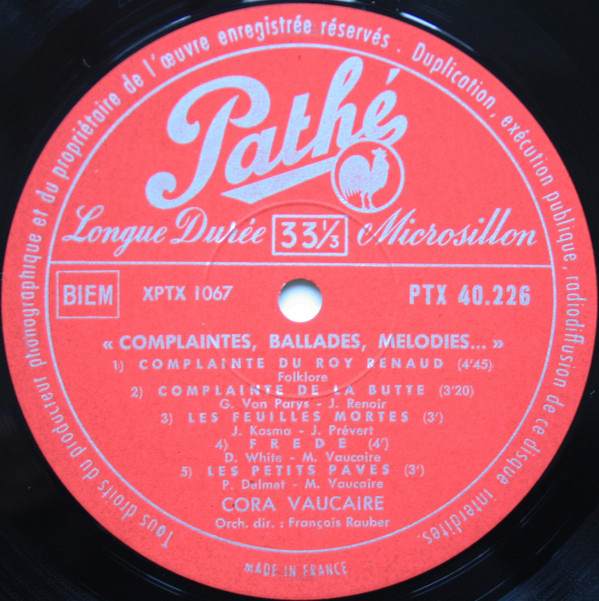 Tous droits du producteur phonographique et du propriétaire de l'œuvre enregistrée réservés. Duplication, exécution publique, radiodiffusion de ce disque interdites.
Pathé
Longue Durée 33⅓ Microsillon
BIEM XPTX 1067 PTX 40.226
« COMPLAINTES, BALLADES, MELODIES... »
1) COMPLAINTE DU ROY RENAUD (4'45)
Folklore
2) COMPLAINTE DE LA BUTTE (3'20)
G. Van Parys - J. Renoir
3) LES FEUILLES MORTES (3')
J. Kosma - J. Prévert
4) FREDE (4')
D. White - M. Vaucaire
5) LES PETITS PAVES (3')
P. Delmet - M. Vaucaire
CORA VAUCAIRE
Orch. dir. : François Rauber
MADE IN FRANCE